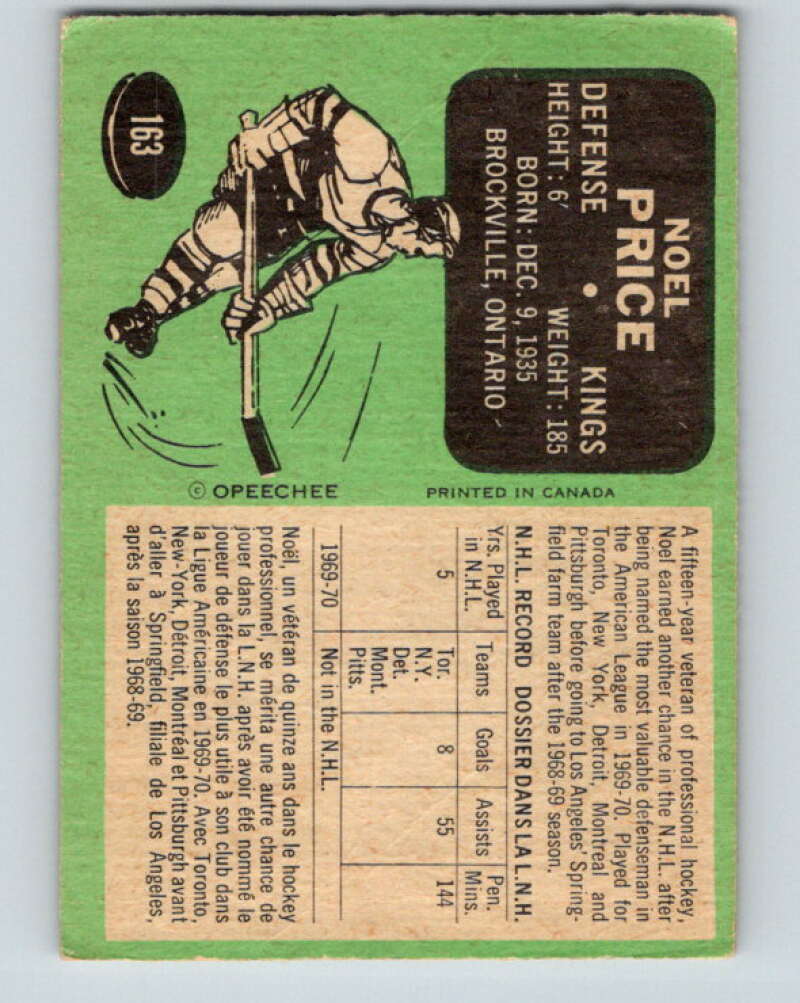 163
NOEL
PRICE
DEFENSE • KINGS
HEIGHT: 6' WEIGHT: 185
BORN: DEC. 9, 1935
BROCKVILLE, ONTARIO
© OPEECHEE PRINTED IN CANADA
A fifteen-year veteran of professional hockey,
Noel earned another chance in the N.H.L. after
being named the most valuable defenseman in
the American League in 1969-70. Played for
Toronto, New York, Detroit, Montreal and
Pittsburgh before going to Los Angeles' Spring-
field farm team after the 1968-69 season.
N.H.L. RECORD DOSSIER DANS LA L.N.H.
Yrs. Played in N.H.L. Teams Goals Assists Pen. Mins.
5 Tor. 8 55 144
N.Y.
Det.
Mont.
Pitts.
1969-70 Not in the N.H.L.
Noël, un vétéran de quinze ans dans le hockey
professionnel, se mérita une autre chance de
jouer dans la L.N.H. après avoir été nommé le
joueur de défense le plus utile à son club dans
la Ligue Américaine en 1969-70. Avec Toronto,
New-York, Détroit, Montréal et Pittsburgh avant
d'aller à Springfield, filiale de Los Angeles,
après la saison 1968-69.